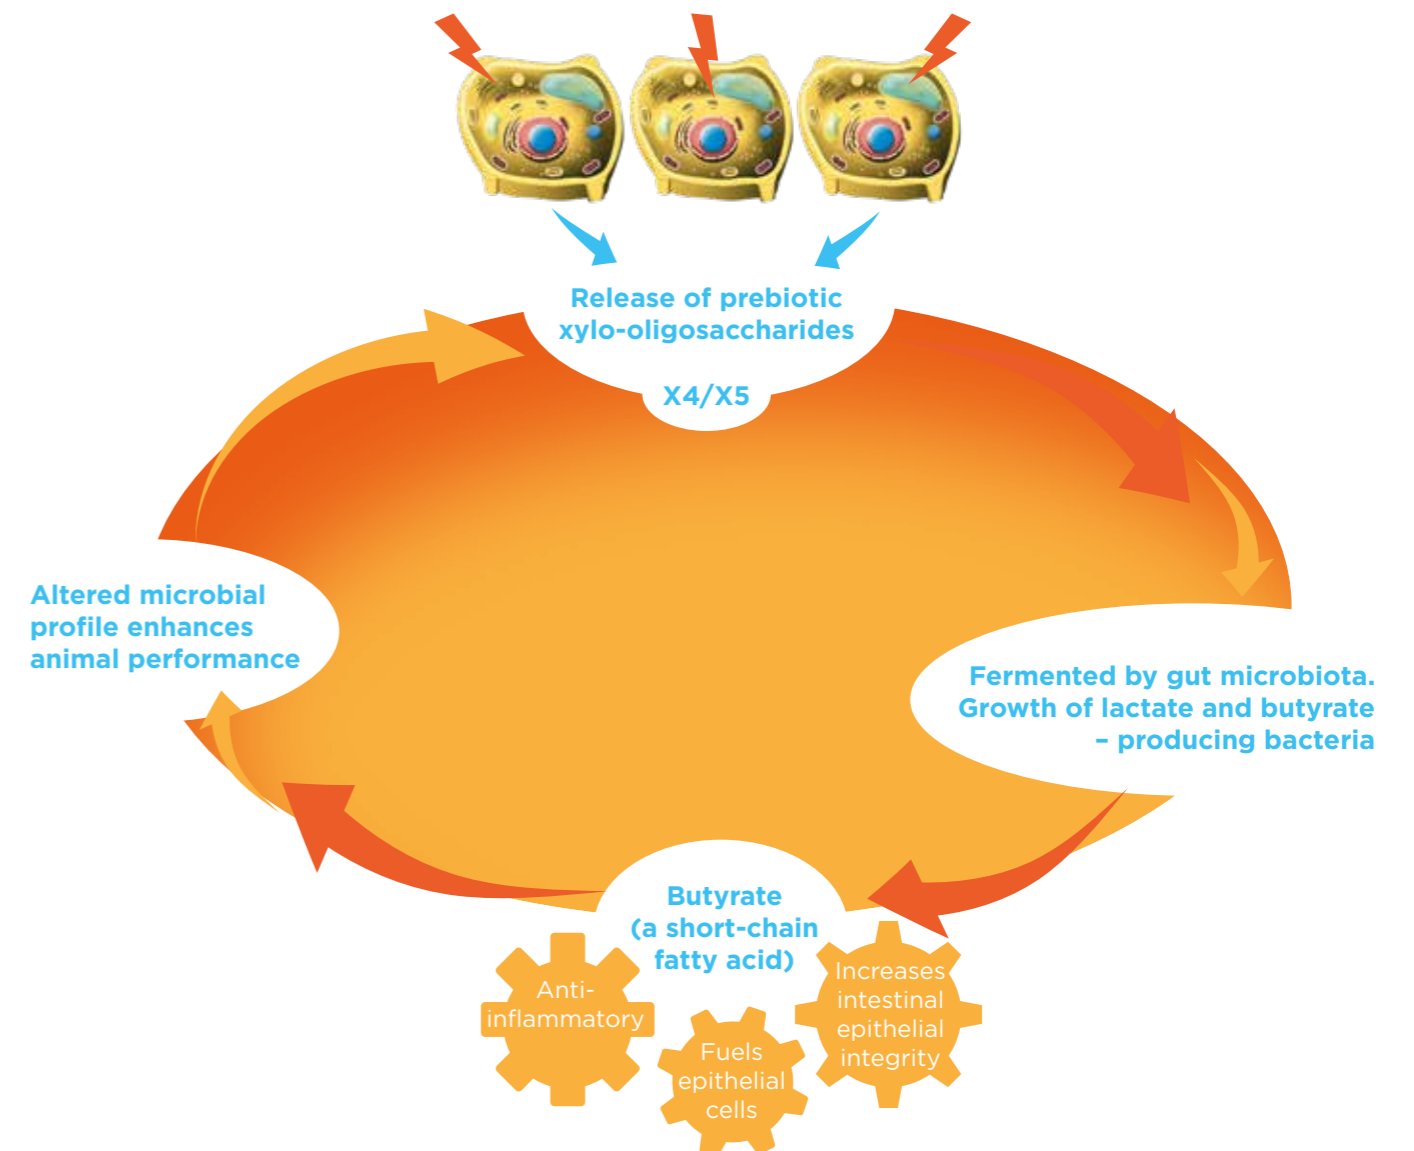 Release of prebiotic
xylo-oligosaccharides
X4/X5
Altered microbial
profile enhances
animal performance
Fermented by gut microbiota.
Growth of lactate and butyrate
– producing bacteria
Butyrate
(a short-chain
fatty acid)
Anti-
inflammatory
Fuels
epithelial
cells
Increases
intestinal
epithelial
integrity